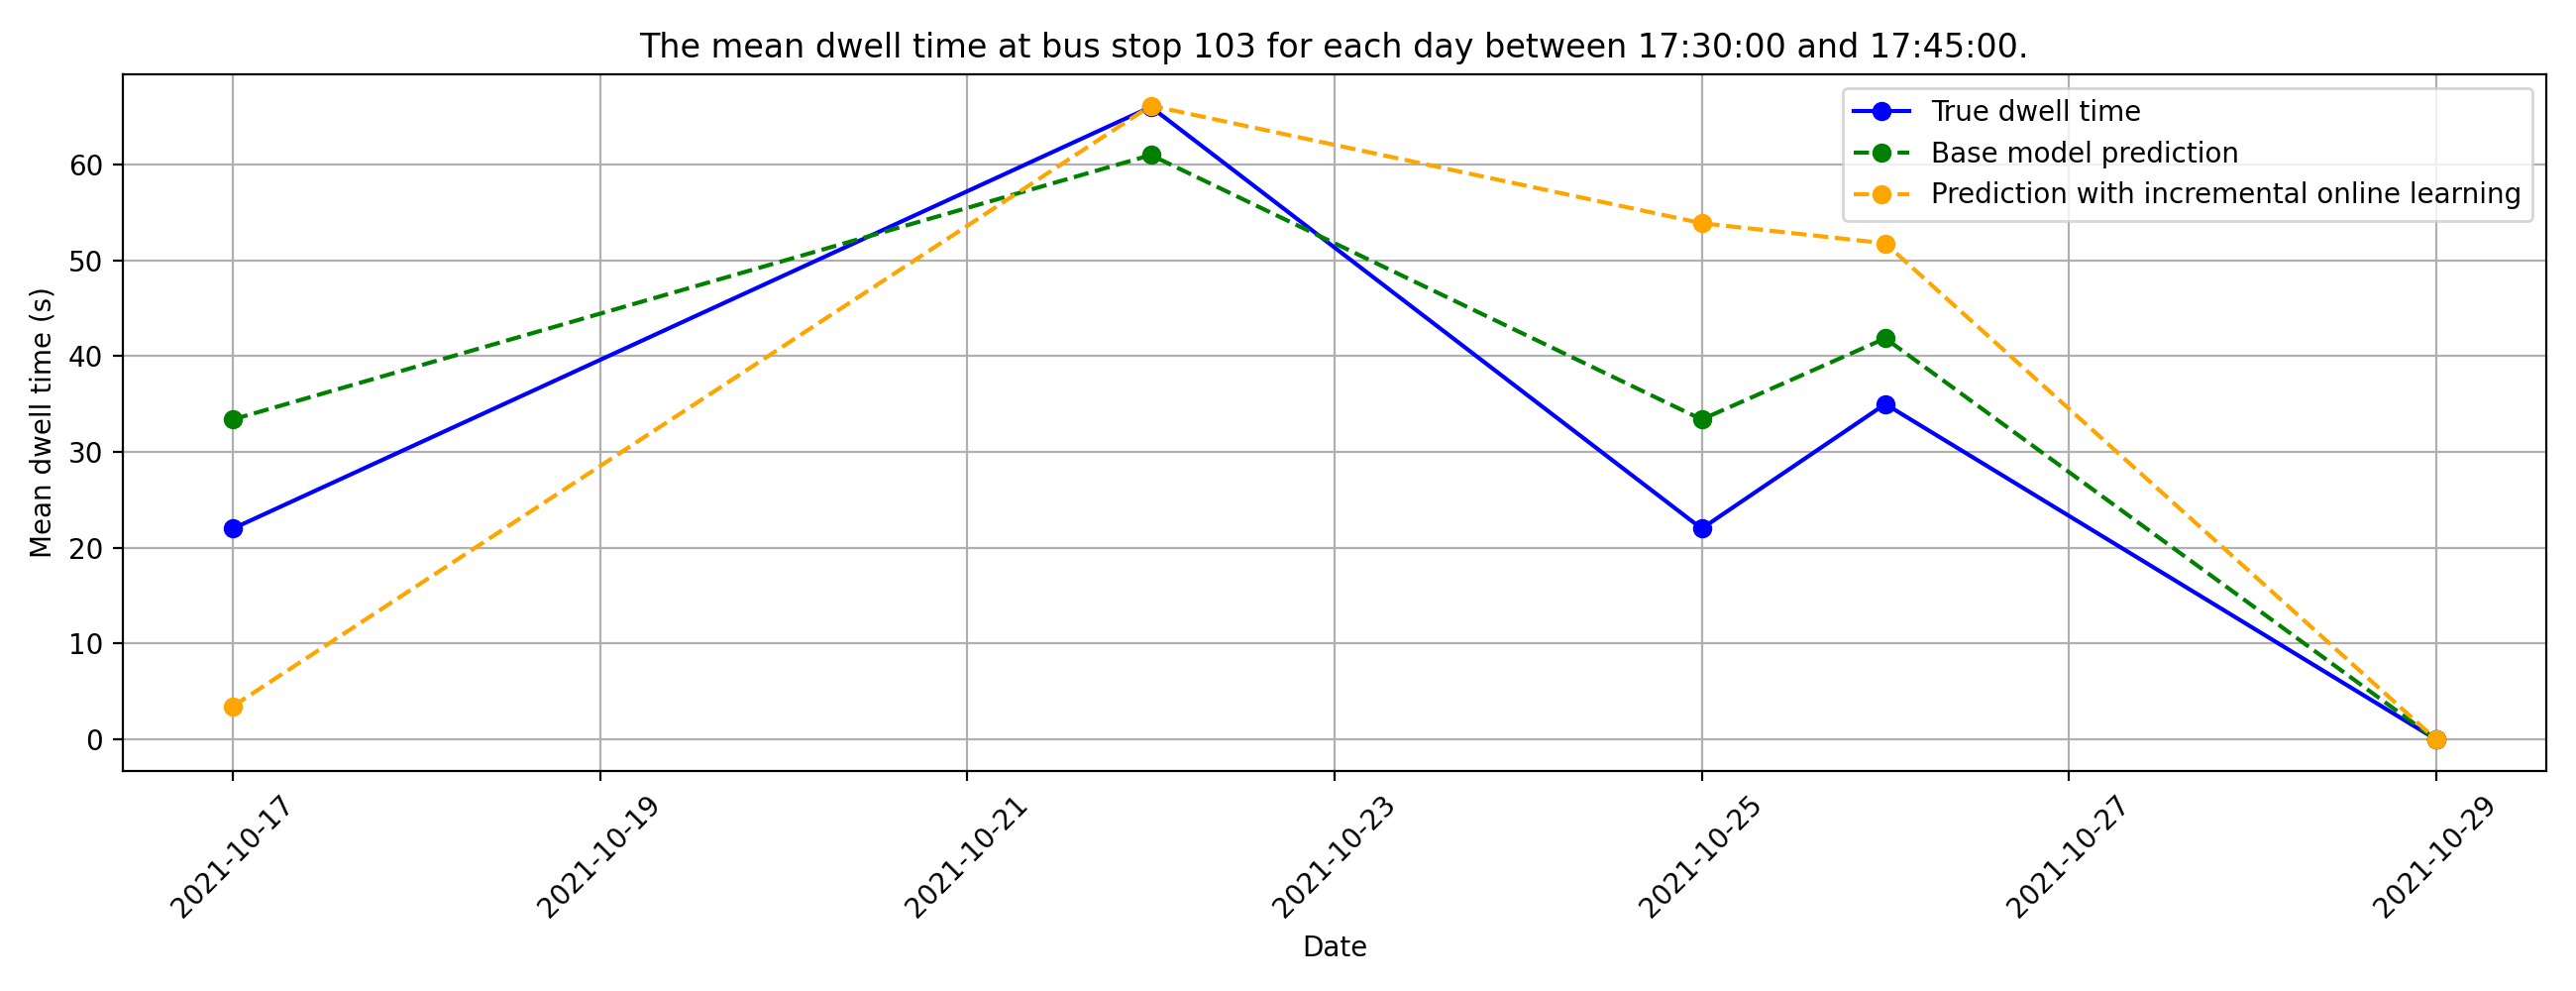 The mean dwell time at bus stop 103 for each day between 17:30:00 and 17:45:00.
True dwell time
Base model prediction
Prediction with incremental online learning
Mean dwell time (s)
60
50
40
30
20
10
0
2021-10-17
2021-10-19
2021-10-21
2021-10-23
2021-10-25
2021-10-27
2021-10-29
Date